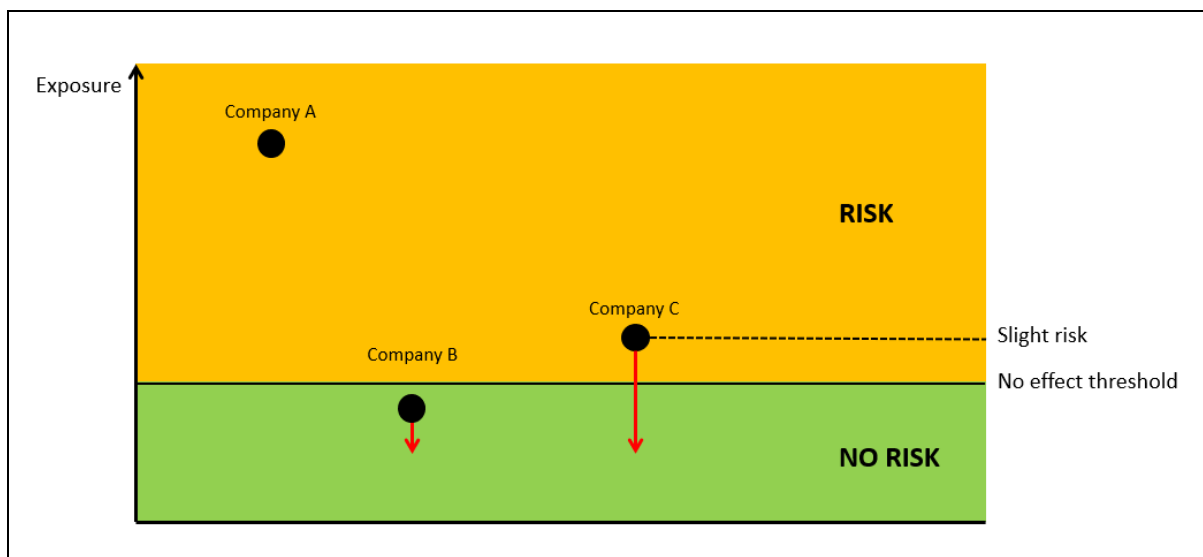 Exposure
Company A
RISK
Company C
Slight risk
Company B
No effect threshold
NO RISK